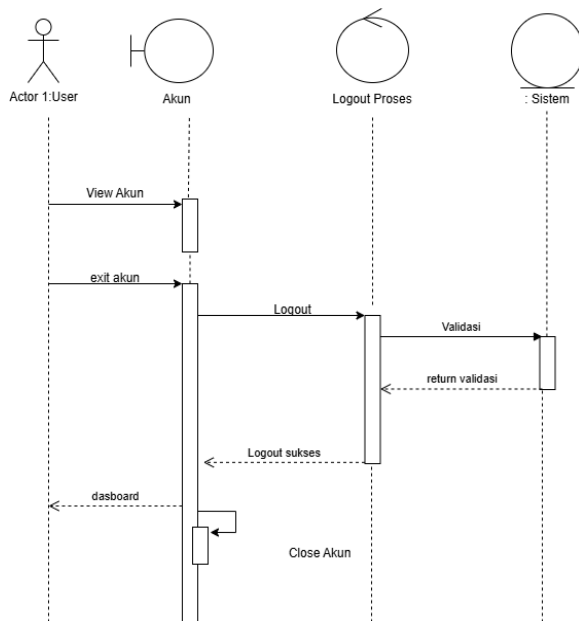 Actor 1:User
Akun
Logout Proses
: Sistem
View Akun
exit akun
Logout
Validasi
return validasi
Logout sukses
dasboard
Close Akun